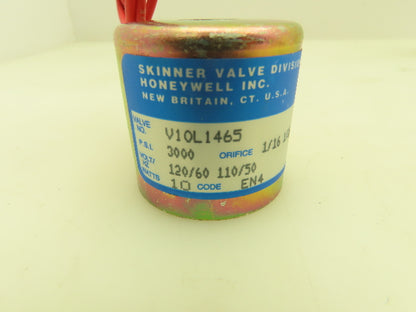 SKINNER VALVE DIVISI
HONEYWELL INC.
NEW BRITAIN, CT. U.S.A.
VALVE NO. V10L1465
P.S.I. 3000 ORIFICE 1/16
VOLT/ HZ. 120/60 110/50
WATTS 10 CODE EN4